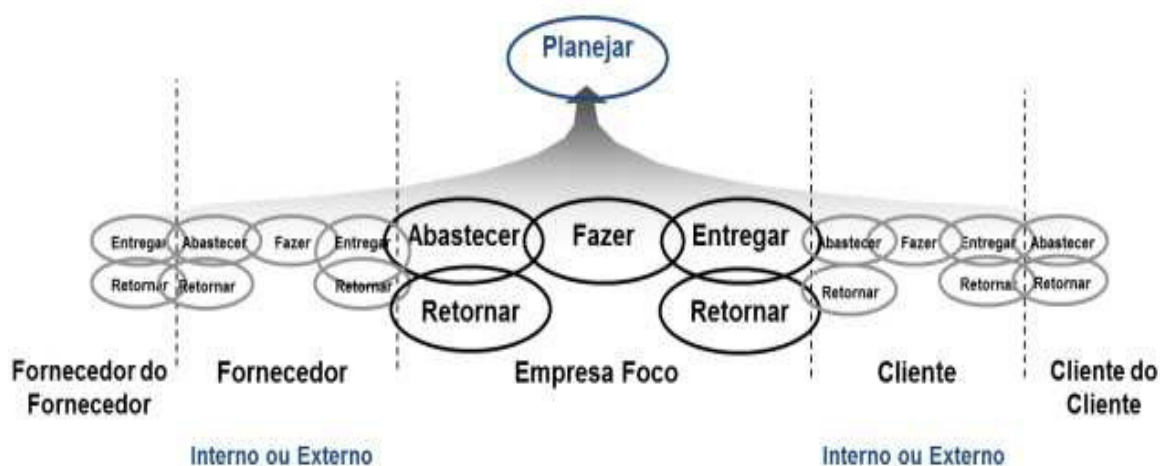 Planejar
Entregar Abastecer Fazer Entregar Abastecer Fazer Entregar Abastecer Fazer Entregar Abastecer
Retornar Retornar Retornar Retornar Retornar Retornar Retornar Retornar
Fornecedor do Fornecedor
Fornecedor
Empresa Foco
Cliente
Cliente do Cliente
Interno ou Externo
Interno ou Externo